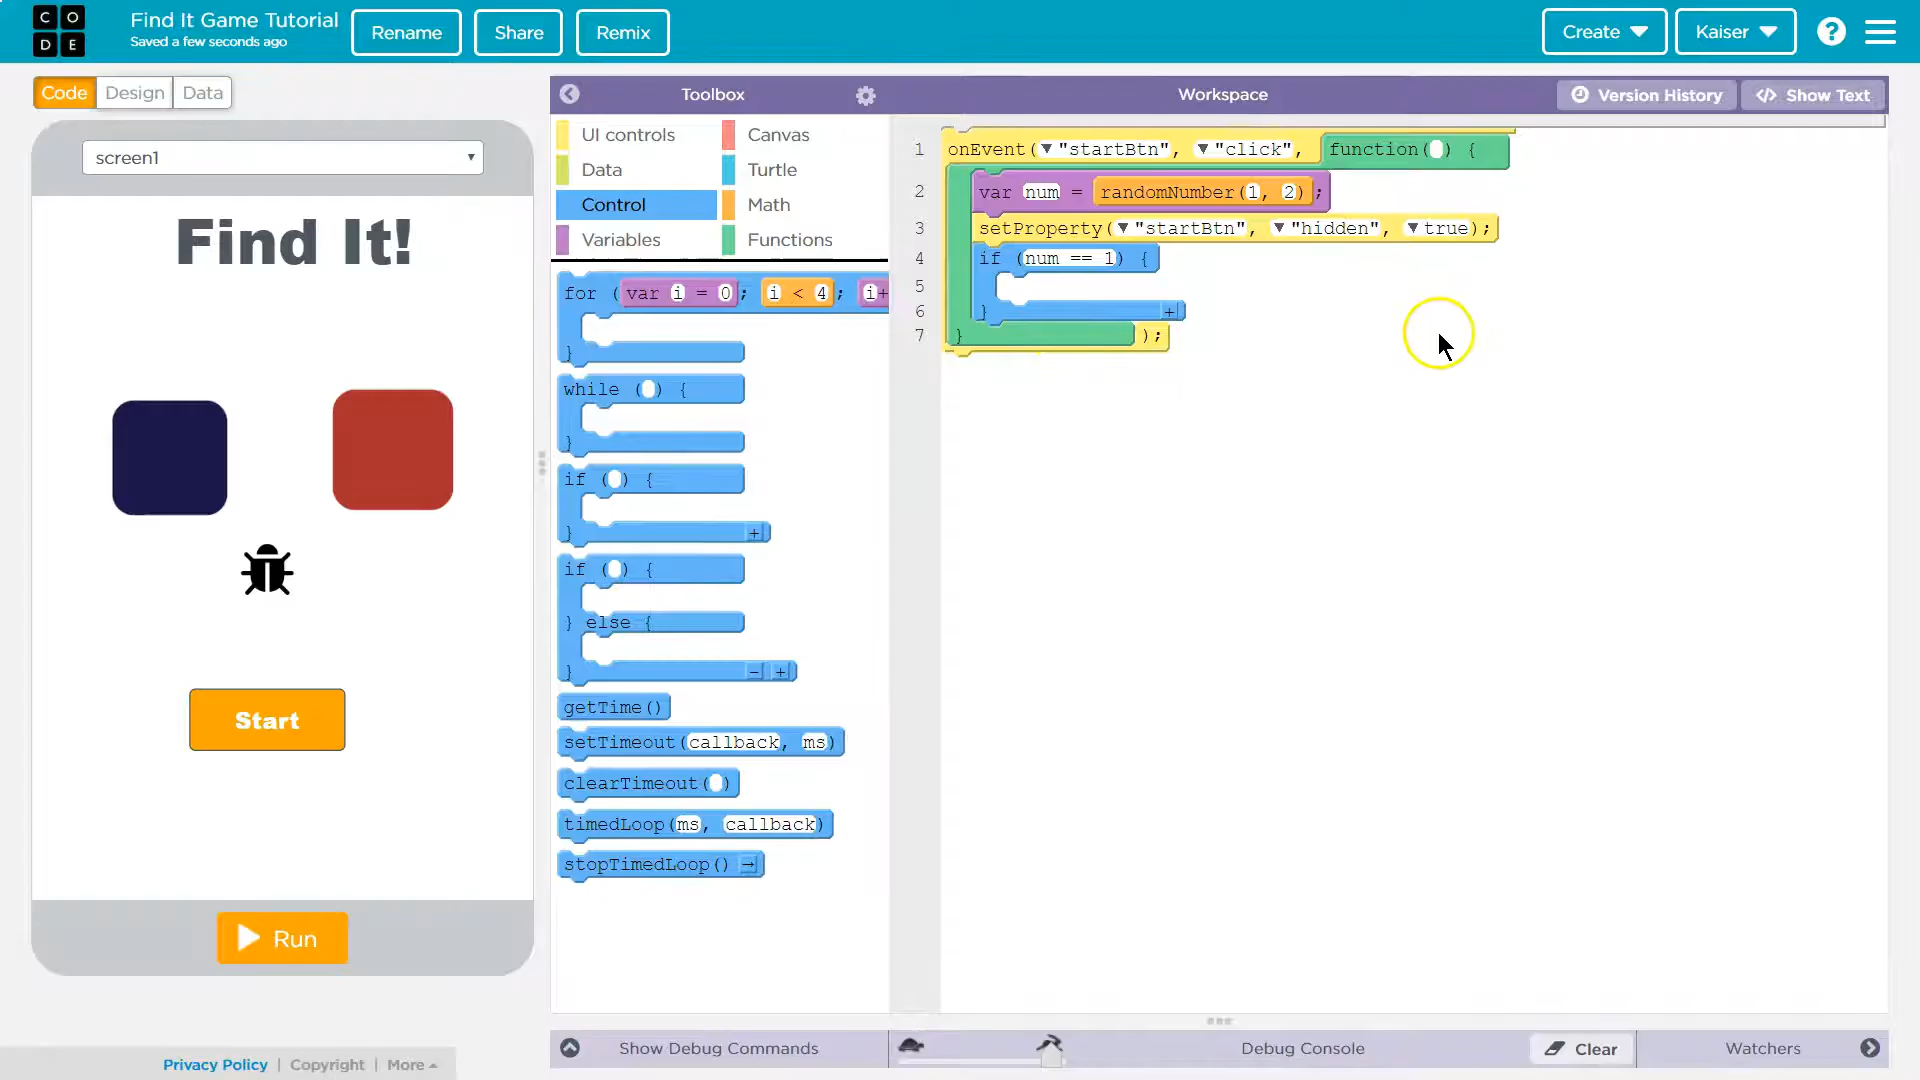 C O
D E
Find It Game Tutorial
Saved a few seconds ago
Rename
Share
Remix
Create
Kaiser
?
Code
Design
Data
Toolbox
Workspace
Version History
Show Text
screen1
Find It!
Start
Run
UI controls
Canvas
Data
Turtle
Control
Math
Variables
Functions
for (var i = 0; i < 4; i+
}
while () {
}
if () {
} +
if () {
} else {
} - +
getTime()
setTimeout(callback, ms)
clearTimeout()
timedLoop(ms, callback)
stopTimedLoop()
1 onEvent("startBtn", "click", function() {
2 var num = randomNumber(1, 2);
3 setProperty("startBtn", "hidden", true);
4 if (num == 1) {
5
6 } +
7 } );
Show Debug Commands
Debug Console
Clear
Watchers
Privacy Policy | Copyright | More